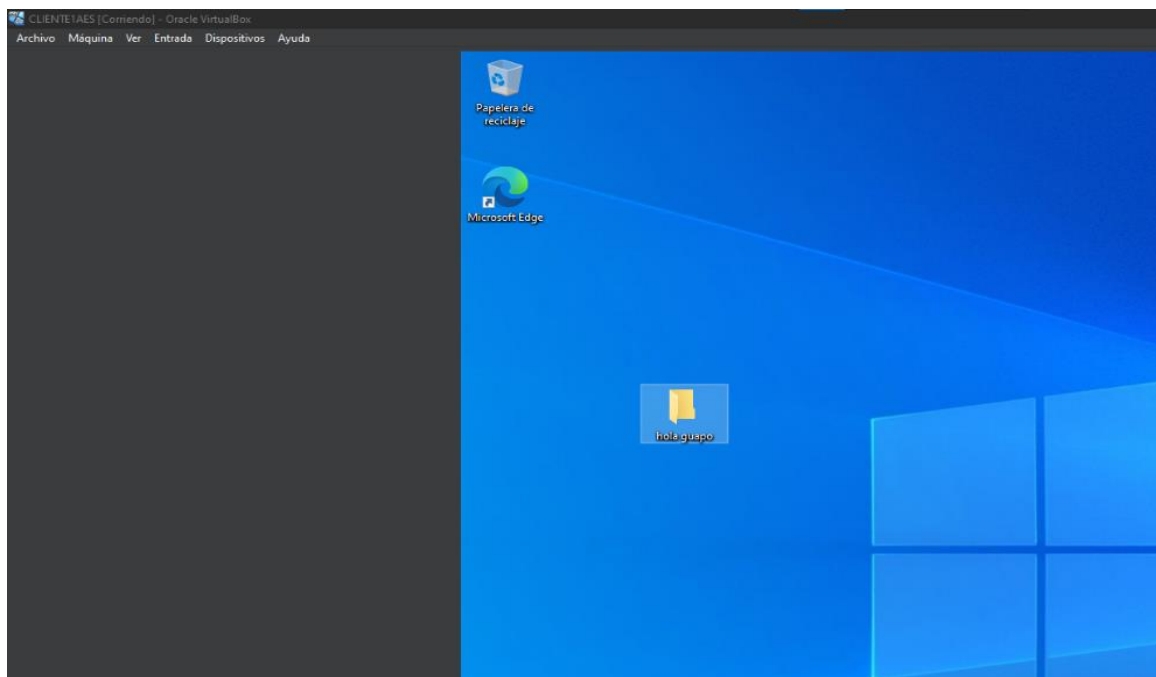 CLIENTE1AES [Corriendo] - Oracle VirtualBox
Archivo Máquina Ver Entrada Dispositivos Ayuda
Papelera de
reciclaje
Microsoft Edge
hola guapo